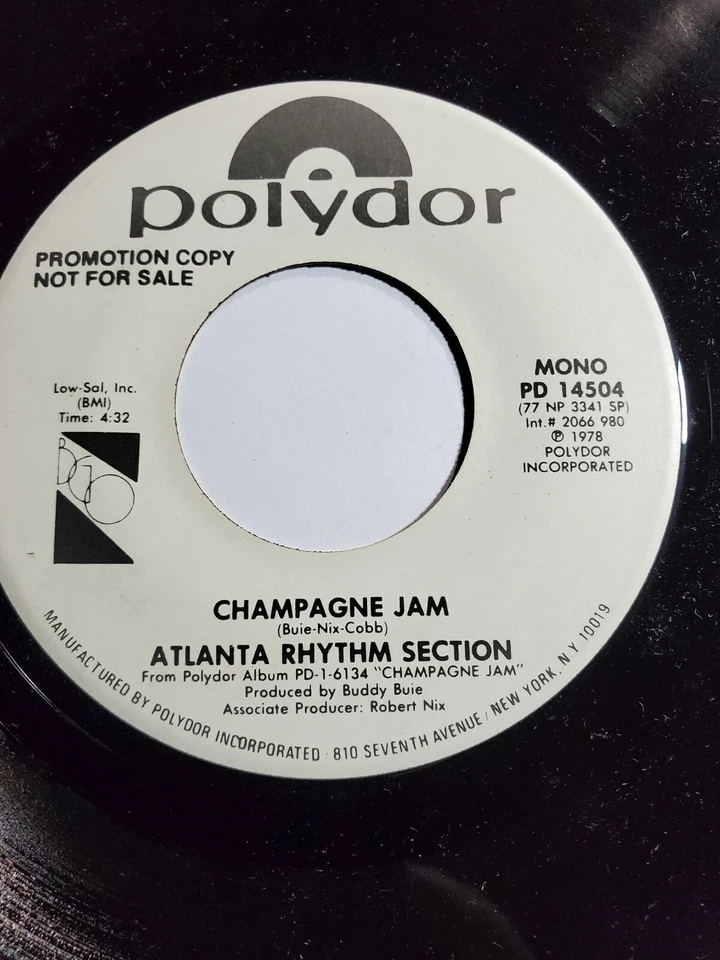 polydor
PROMOTION COPY
NOT FOR SALE
Low-Sal, Inc.
(BMI)
Time: 4:32
BGO
MONO
PD 14504
(77 NP 3341 SP)
Int.# 2066 980
℗ 1978
POLYDOR
INCORPORATED
CHAMPAGNE JAM
(Buie-Nix-Cobb)
ATLANTA RHYTHM SECTION
From Polydor Album PD-1-6134 "CHAMPAGNE JAM"
Produced by Buddy Buie
Associate Producer: Robert Nix
MANUFACTURED BY POLYDOR INCORPORATED · 810 SEVENTH AVENUE, NEW YORK, N.Y. 10019